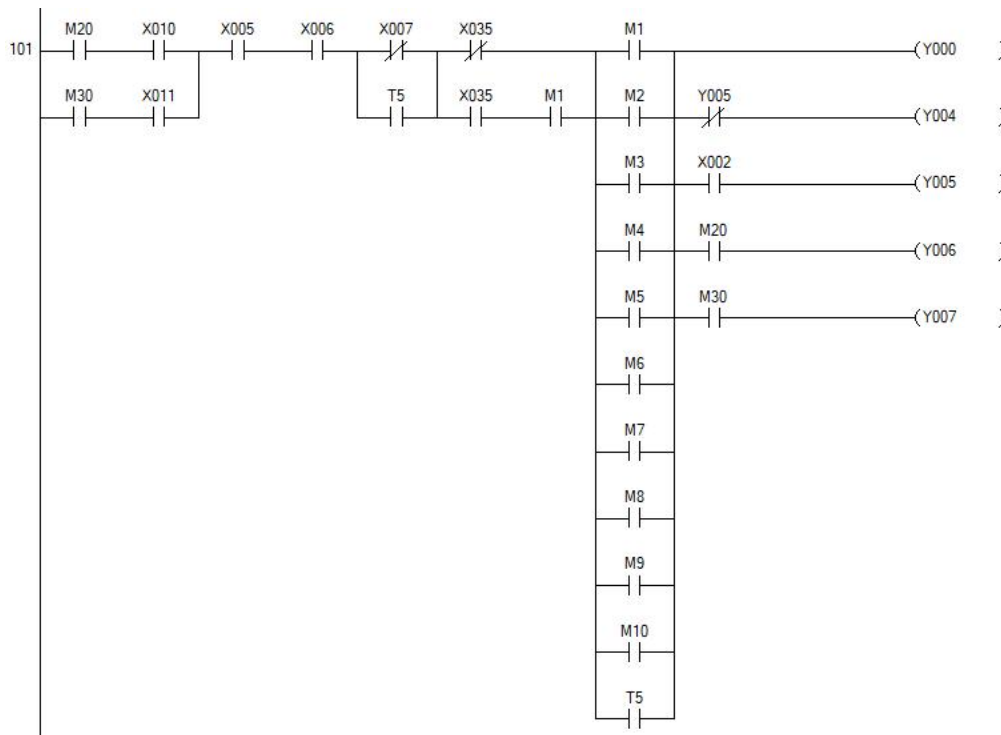 M20 X010 X005 X006 X007 X035 M1
101 (Y000 )
M30 X011 T5 X035 M1 M2 Y005
(Y004 )
M3 X002
(Y005 )
M4 M20
(Y006 )
M5 M30
(Y007 )
M6
M7
M8
M9
M10
T5